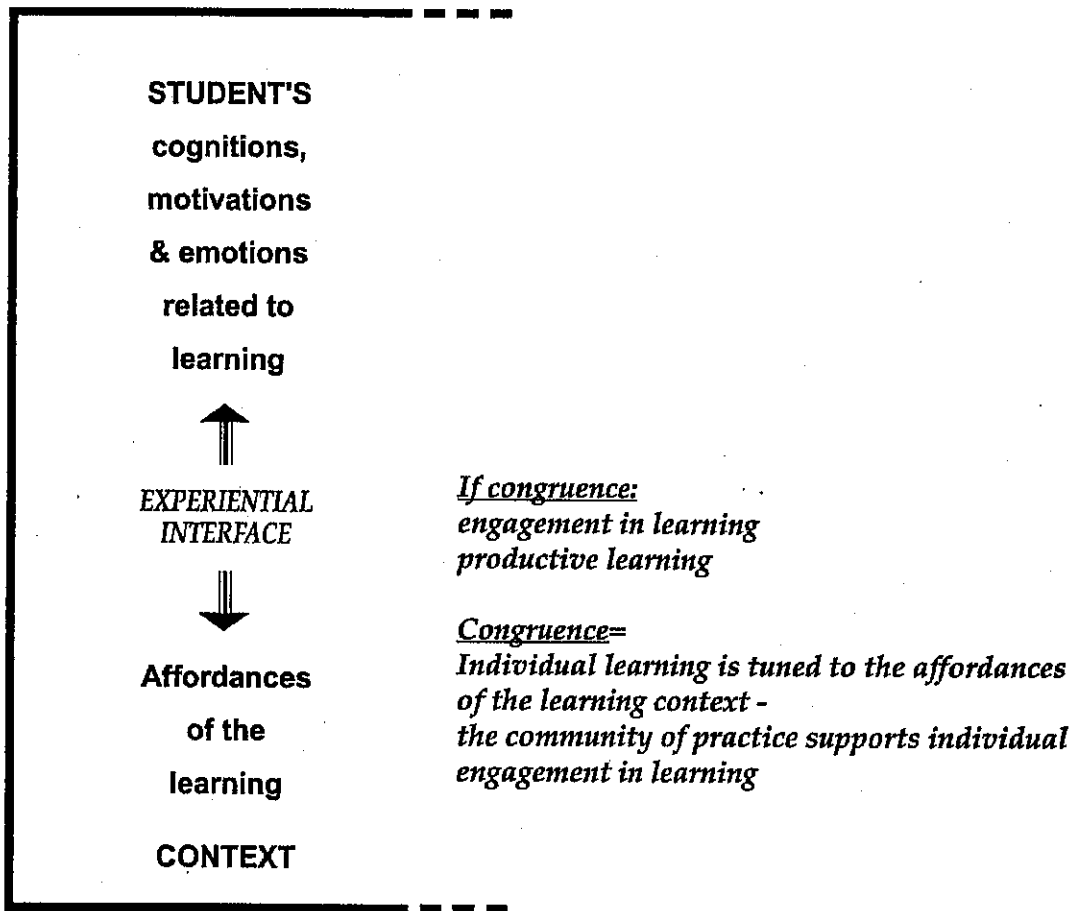 STUDENT'S
cognitions,
motivations
& emotions
related to
learning
EXPERIENTIAL
INTERFACE
If congruence:
engagement in learning
productive learning
Congruence=
Individual learning is tuned to the affordances
of the learning context -
the community of practice supports individual
engagement in learning
Affordances
of the
learning
CONTEXT